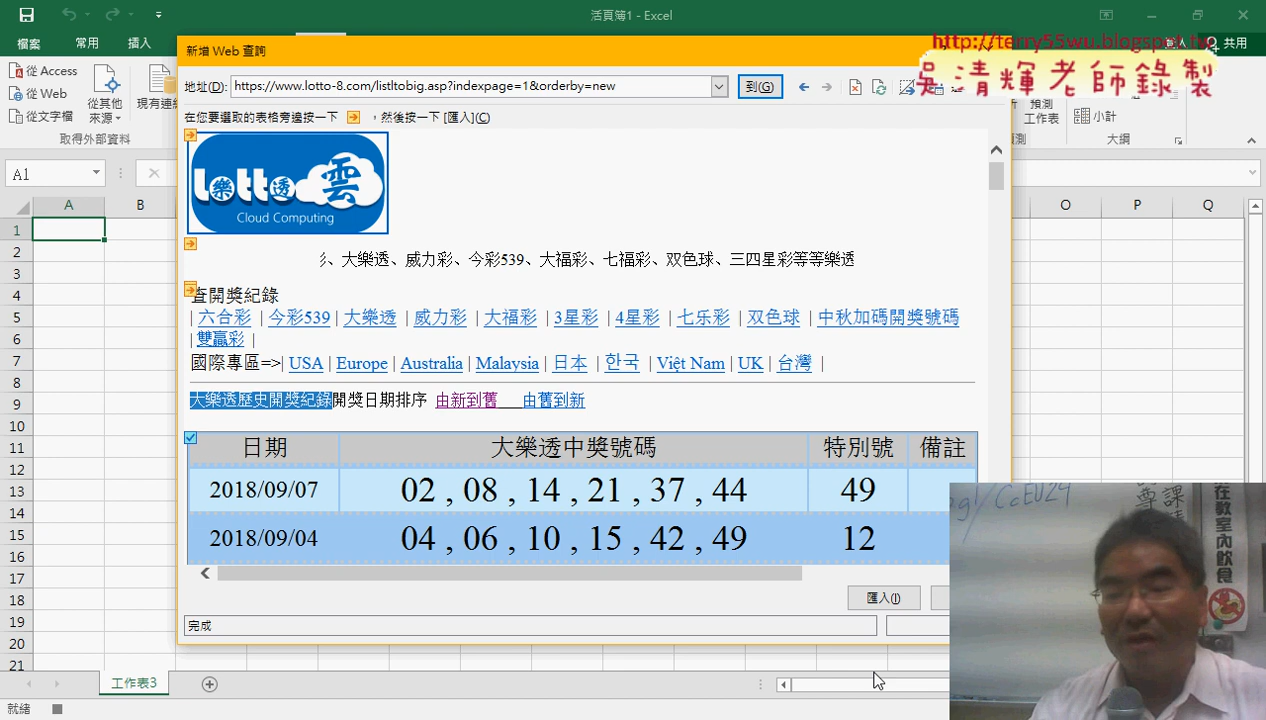 活頁簿1 - Excel
http://terry55wu.blogspot.tw
吳清輝老師錄製
檔案 常用 插入 共用
新增 Web 查詢
從 Access
從 Web
從文字檔
從其他
來源
現有連線
取得外部資料
地址(D): https://www.lotto-8.com/listltobig.asp?indexpage=1&orderby=new 到(G)
預測
工作表
小計
大綱
在您要選取的表格旁邊按一下 ,然後按一下 [匯入](C)
A1
A B O P Q
lotto 樂透雲
Cloud Computing
彡、大樂透、威力彩、今彩539、大福彩、七福彩、双色球、三四星彩等等樂透
查開獎紀錄
| 六合彩 | 今彩539 | 大樂透 | 威力彩 | 大福彩 | 3星彩 | 4星彩 | 七乐彩 | 双色球 | 中秋加碼開獎號碼
| 雙贏彩 |
國際專區=>| USA | Europe | Australia | Malaysia | 日本 | 한국 | Việt Nam | UK | 台灣 |
大樂透歷史開獎紀錄開獎日期排序 由新到舊 由舊到新
日期 大樂透中獎號碼 特別號 備註
2018/09/07 02 , 08 , 14 , 21 , 37 , 44 49
2018/09/04 04 , 06 , 10 , 15 , 42 , 49 12
匯入(I)
完成
1
2
3
4
5
6
7
8
9
10
11
12
13
14
15
16
17
18
19
20
21
工作表3
就緒
在教室內飲食